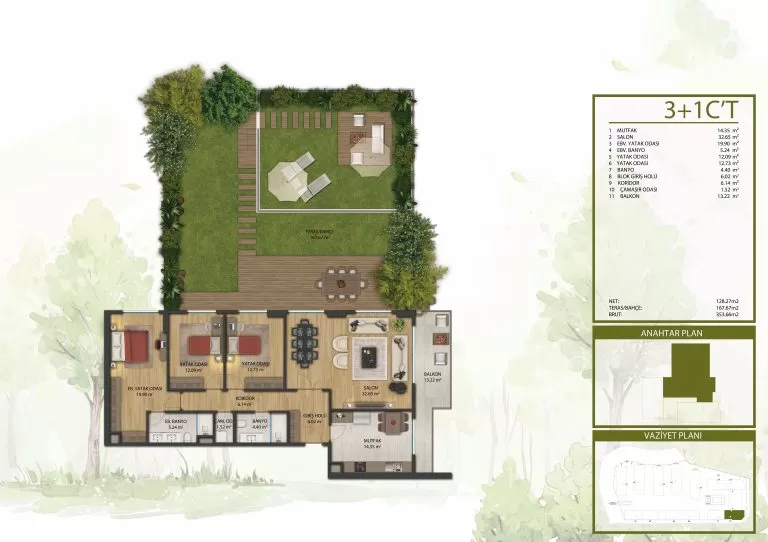 3+1C'T
1 MUTFAK 14.35 m²
2 SALON 32.65 m²
3 EBV. YATAK ODASI 19.90 m²
4 EBV. BANYO 5.24 m²
5 YATAK ODASI 12.09 m²
6 YATAK ODASI 12.73 m²
7 BANYO 4.40 m²
8 BLOK GİRİŞ HOLÜ 6.02 m²
9 KORİDOR 6.14 m²
10 ÇAMAŞIR ODASI 1.52 m²
11 BALKON 13.22 m²
NET: 128.27m2
TERAS/BAHÇE: 167.67m2
BRUT: 353.66m2
ANAHTAR PLAN
VAZİYET PLANI
TERAS/BAHÇE
YATAK ODASI
12.09 m²
YATAK ODASI
12.73 m²
EB. YATAK ODASI
19.90 m²
KORİDOR
6.14 m²
SALON
32.65 m²
BALKON
13.22 m²
EB. BANYO
5.24 m²
ÇAM. OD.
1.52 m²
BANYO
4.40 m²
GİRİŞ HOLÜ
6.02 m²
MUTFAK
14.35 m²